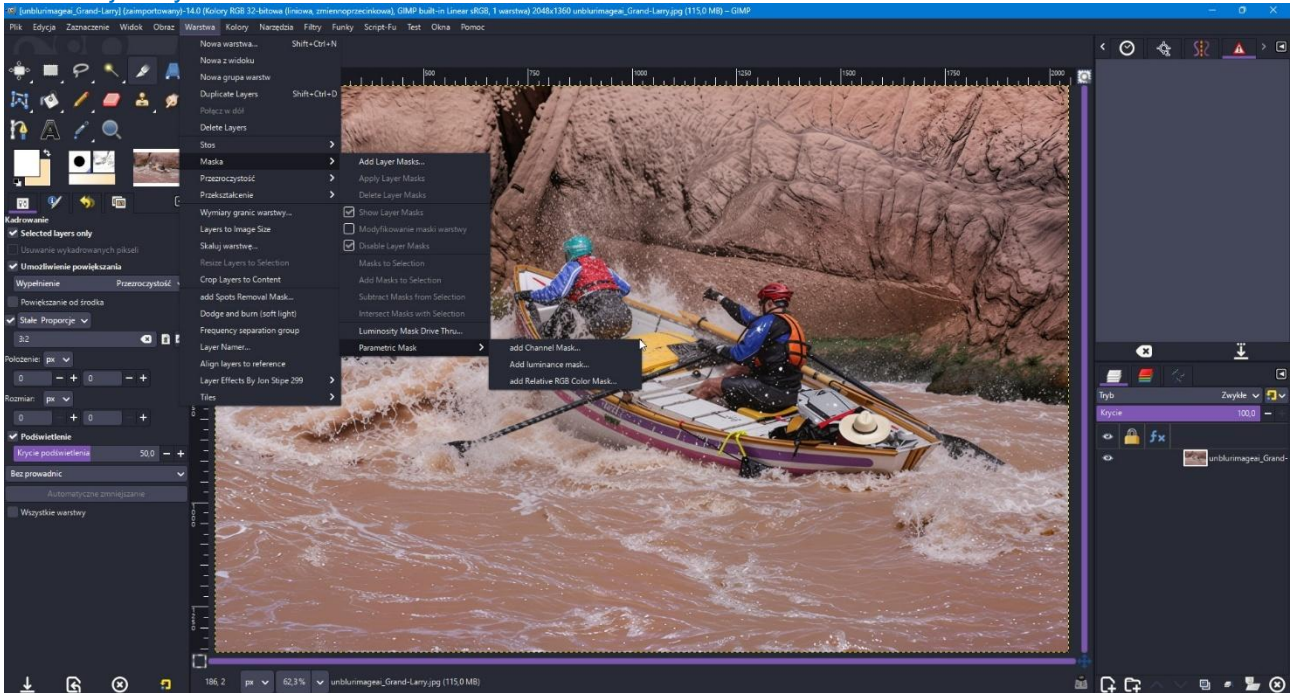 [unblurimageai_Grand-Larry] (zaimportowany)-14.0 (Kolory RGB 32-bitowa (liniowa, zmiennoprzecinkowa), GIMP built-in Linear sRGB, 1 warstwa) 2048x1360 unblurimageai_Grand-Larry.jpg (115,0 MB) – GIMP
Plik Edycja Zaznaczenie Widok Obraz Warstwa Kolory Narzędzia Filtry Funky Script-Fu Test Okna Pomoc
Nowa warstwa... Shift+Ctrl+N
Nowa z widoku
Nowa grupa warstw
Duplicate Layers Shift+Ctrl+D
Połącz w dół
Delete Layers
Stos
Maska
Przezroczystość
Przekształcenie
Wymiary granic warstwy...
Layers to Image Size
Skaluj warstwę...
Resize Layers to Selection
Crop Layers to Content
add Spots Removal Mask...
Dodge and burn (soft light)
Frequency separation group
Layer Namer...
Align layers to reference
Layer Effects By Jon Stipe 299
Tiles
Add Layer Masks...
Apply Layer Masks
Delete Layer Masks
Show Layer Masks
Modyfikowanie maski warstwy
Disable Layer Masks
Masks to Selection
Add Masks to Selection
Subtract Masks from Selection
Intersect Masks with Selection
Luminosity Mask Drive Thru...
Parametric Mask
add Channel Mask...
Add luminance mask...
add Relative RGB Color Mask...
500 750 1000 1250 1500 1750 2000
Kadrowanie
Selected layers only
Usuwanie wykadrowanych pikseli
Umożliwienie powiększania
Wypełnienie Przezroczystość
Powiększanie od środka
Stałe Proporcje
3:2
Położenie: px
0 0
Rozmiar: px
0 0
Podświetlenie
Krycie podświetlenia 50,0
Bez prowadnic
Automatyczne zmniejszanie
Wszystkie warstwy
Tryb Zwykłe
Krycie 100,0
fx
unblurimageai_Grand-
186, 2 px 62,3% unblurimageai_Grand-Larry.jpg (115,0 MB)